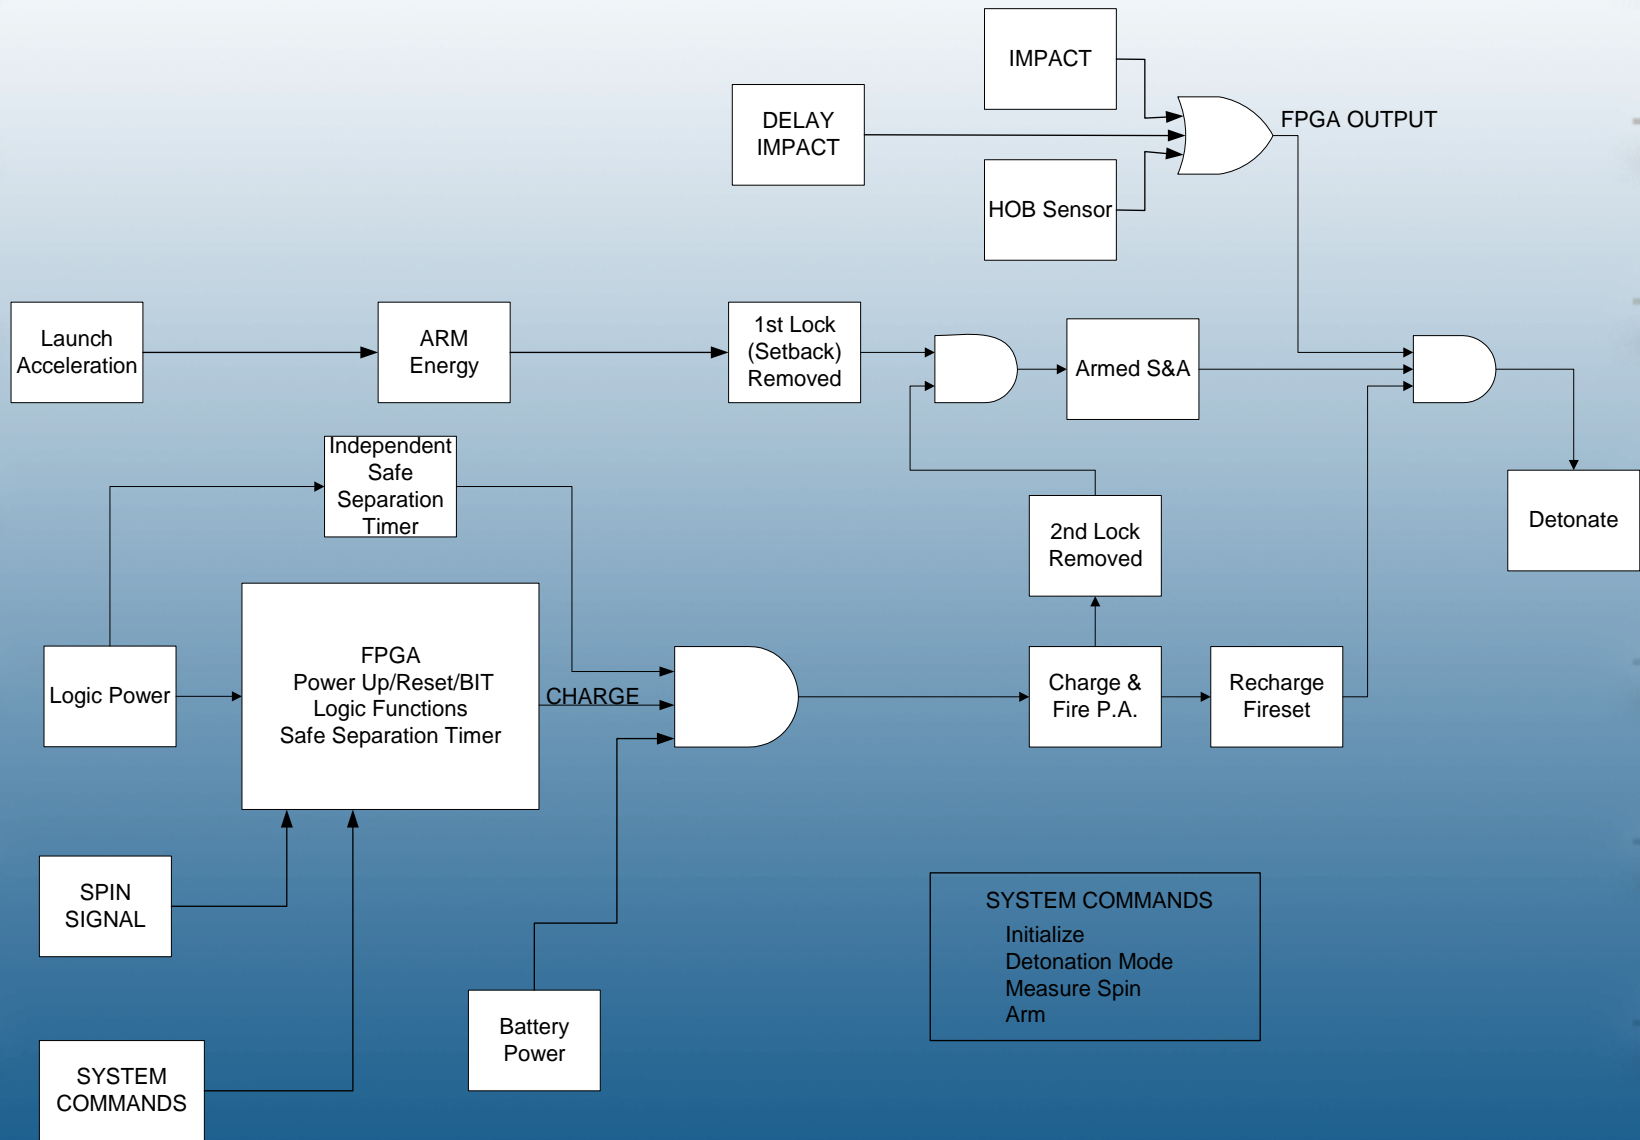 IMPACT
DELAY
IMPACT
FPGA OUTPUT
HOB Sensor
Launch
Acceleration
ARM
Energy
1st Lock
(Setback)
Removed
Armed S&A
Independent
Safe
Separation
Timer
2nd Lock
Removed
Detonate
Logic Power
FPGA
Power Up/Reset/BIT
Logic Functions
Safe Separation Timer
CHARGE
Charge &
Fire P.A.
Recharge
Fireset
SPIN
SIGNAL
SYSTEM COMMANDS
Initialize
Detonation Mode
Measure Spin
Arm
Battery
Power
SYSTEM
COMMANDS